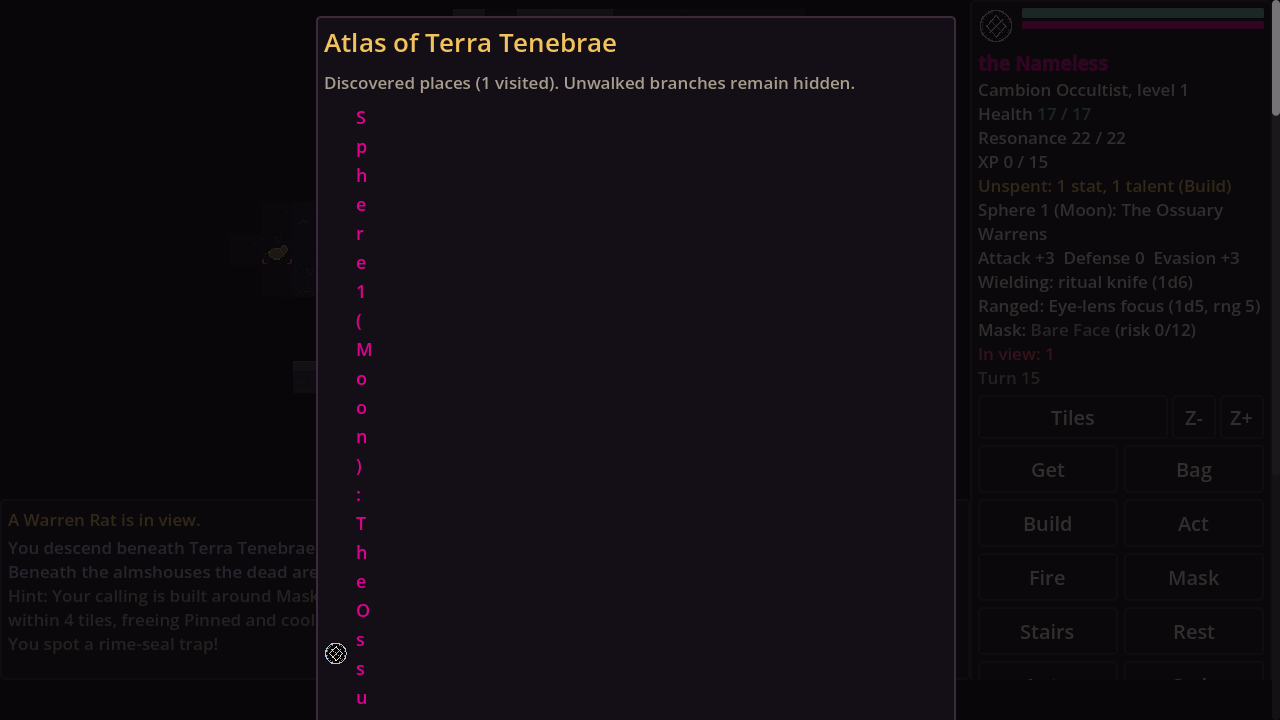 Atlas of Terra Tenebrae
Discovered places (1 visited). Unwalked branches remain hidden.
S
p
h
e
r
e
1
(
M
o
o
n
)
:
T
h
e
O
s
s
u
the Nameless
Cambion Occultist, level 1
Health 17 / 17
Resonance 22 / 22
XP 0 / 15
Unspent: 1 stat, 1 talent (Build)
Sphere 1 (Moon): The Ossuary
Warrens
Attack +3 Defense 0 Evasion +3
Wielding: ritual knife (1d6)
Ranged: Eye-lens focus (1d5, rng 5)
Mask: Bare Face (risk 0/12)
In view: 1
Turn 15
Tiles Z- Z+
Get Bag
Build Act
Fire Mask
Stairs Rest
A Warren Rat is in view.
You descend beneath Terra Tenebrae
Beneath the almshouses the dead are
Hint: Your calling is built around Mask
within 4 tiles, freeing Pinned and cool
You spot a rime-seal trap!